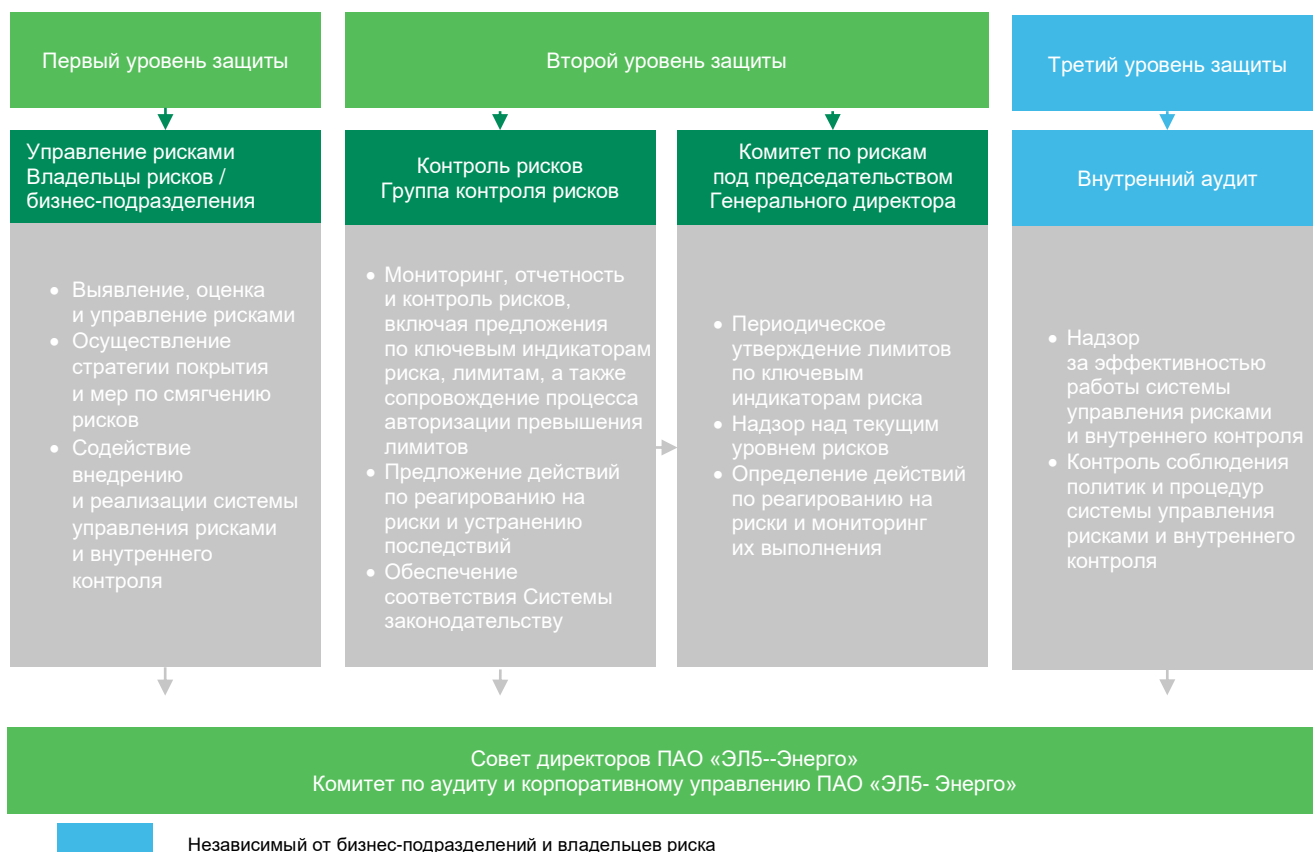 Первый уровень защиты
Второй уровень защиты
Третий уровень защиты
Управление рисками
Владельцы рисков /
бизнес-подразделения
Контроль рисков
Группа контроля рисков
Комитет по рискам
под председательством
Генерального директора
Внутренний аудит
• Выявление, оценка
и управление рисками
• Осуществление
стратегии покрытия
и мер по смягчению
рисков
• Содействие
внедрению
и реализации системы
управления рисками
и внутреннего
контроля
• Мониторинг, отчетность
и контроль рисков,
включая предложения
по ключевым индикаторам
риска, лимитам, а также
сопровождение процесса
авторизации превышения
лимитов
• Предложение действий
по реагированию на
риски и устранению
последствий
• Обеспечение
соответствия Системы
законодательству
• Периодическое
утверждение лимитов
по ключевым
индикаторам риска
• Надзор над текущим
уровнем рисков
• Определение действий
по реагированию на
риски и мониторинг
их выполнения
• Надзор
за эффективностью
работы системы
управления рисками
и внутреннего контроля
• Контроль соблюдения
политик и процедур
системы управления
рисками и внутреннего
контроля
Совет директоров ПАО «ЭЛ5--Энерго»
Комитет по аудиту и корпоративному управлению ПАО «ЭЛ5- Энерго»
Независимый от бизнес-подразделений и владельцев риска